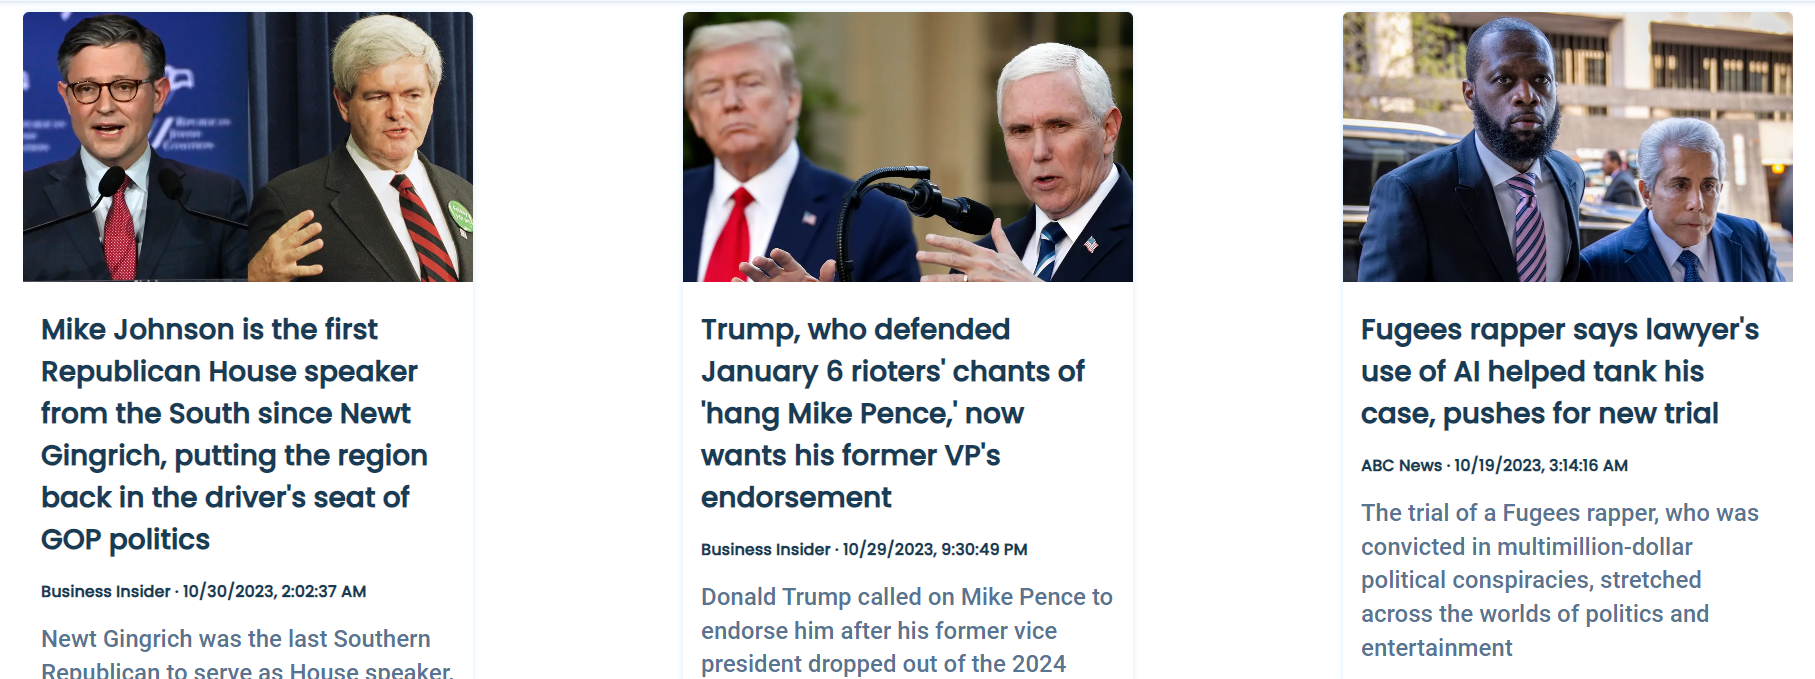 Mike Johnson is the first
Republican House speaker
from the South since Newt
Gingrich, putting the region
back in the driver's seat of
GOP politics
Business Insider · 10/30/2023, 2:02:37 AM
Newt Gingrich was the last Southern
Republican to serve as House speaker.
Trump, who defended
January 6 rioters' chants of
'hang Mike Pence,' now
wants his former VP's
endorsement
Business Insider · 10/29/2023, 9:30:49 PM
Donald Trump called on Mike Pence to
endorse him after his former vice
president dropped out of the 2024
Fugees rapper says lawyer's
use of AI helped tank his
case, pushes for new trial
ABC News · 10/19/2023, 3:14:16 AM
The trial of a Fugees rapper, who was
convicted in multimillion-dollar
political conspiracies, stretched
across the worlds of politics and
entertainment